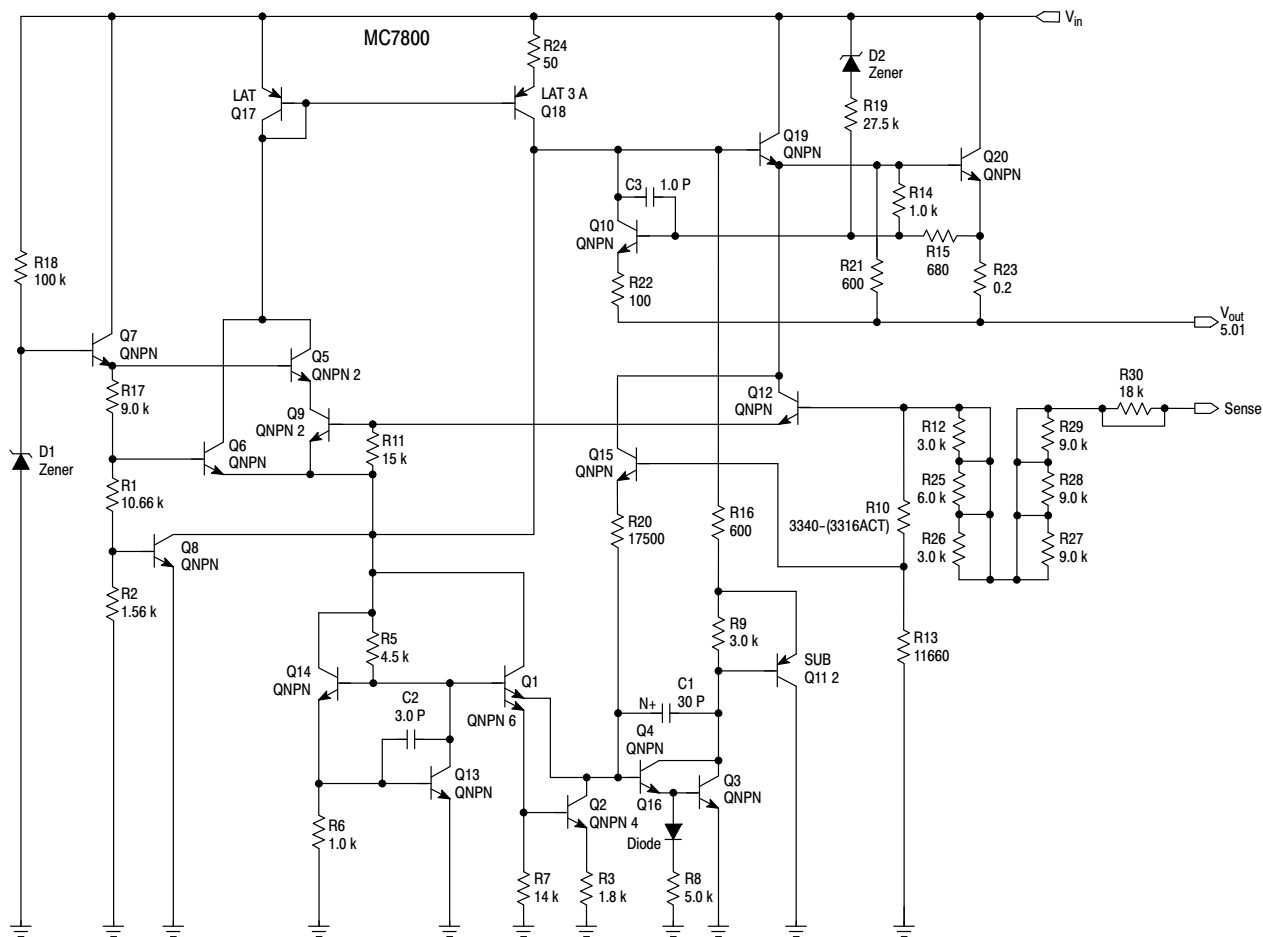 MC7800
Vin
R24
50
D2
Zener
LAT
Q17
LAT 3 A
Q18
R19
27.5 k
Q19
QNPN
Q20
QNPN
C3
1.0 P
R14
1.0 k
Q10
QNPN
R18
100 k
R15
680
R21
600
R23
0.2
R22
100
Vout
5.01
Q7
QNPN
Q5
QNPN 2
R17
9.0 k
R30
18 k
Sense
Q12
QNPN
Q9
QNPN 2
R12
3.0 k
R29
9.0 k
R11
15 k
Q6
QNPN
D1
Zener
Q15
QNPN
R1
10.66 k
R25
6.0 k
R28
9.0 k
R10
3340-(3316ACT)
R20
17500
R16
600
Q8
QNPN
R26
3.0 k
R27
9.0 k
R2
1.56 k
R5
4.5 k
R9
3.0 k
R13
11660
Q14
QNPN
Q1
QNPN 6
SUB
Q11 2
C2
3.0 P
N+
C1
30 P
Q4
QNPN
Q13
QNPN
Q2
QNPN 4
Q16
Q3
QNPN
R6
1.0 k
Diode
R7
14 k
R3
1.8 k
R8
5.0 k